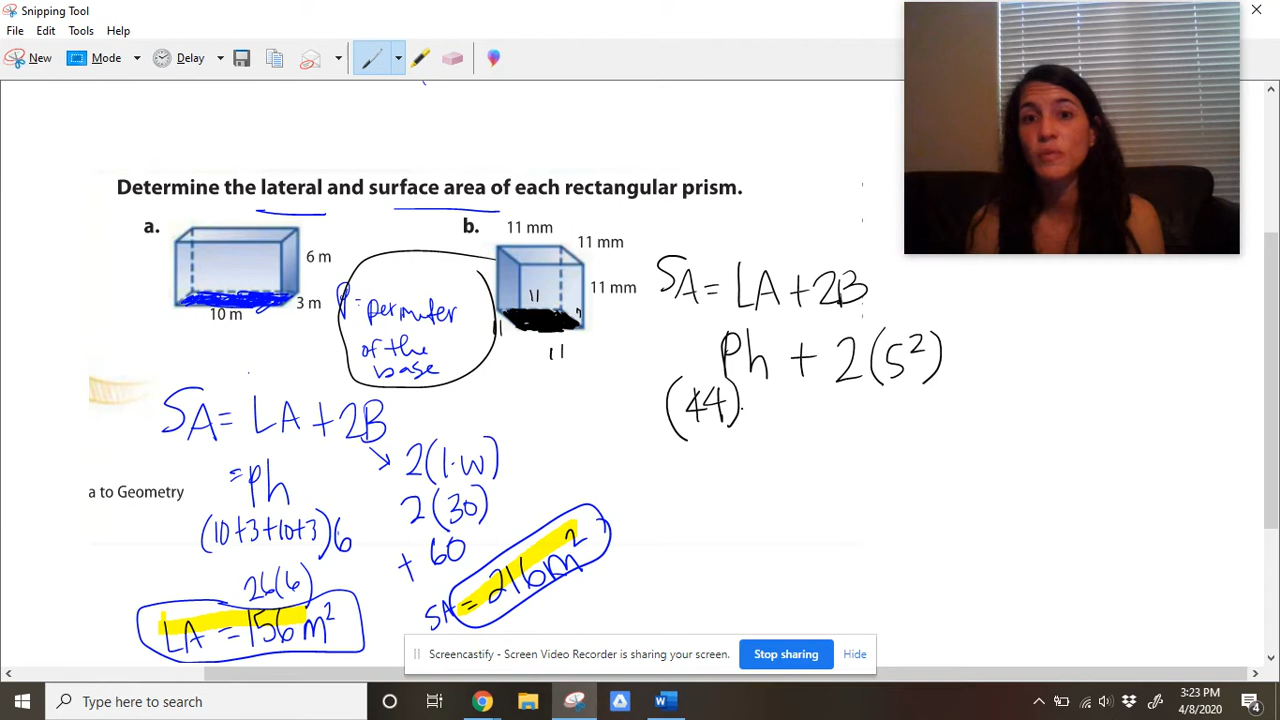 Snipping Tool
File Edit Tools Help
New Mode Delay
Determine the lateral and surface area of each rectangular prism.
a.
6 m
3 m
10 m
b.
11 mm
11 mm
11 mm
11
11
11
P = perimeter
of the
base
SA = LA + 2B
Ph + 2(s²)
(44)
SA = LA + 2B
= Ph
2(l·w)
(10+3+10+3)6
2(30)
26(6)
+ 60
LA = 156m²
SA = 216m²
a to Geometry
Screencastify - Screen Video Recorder is sharing your screen.
Stop sharing
Hide
Type here to search
3:23 PM
4/8/2020
4